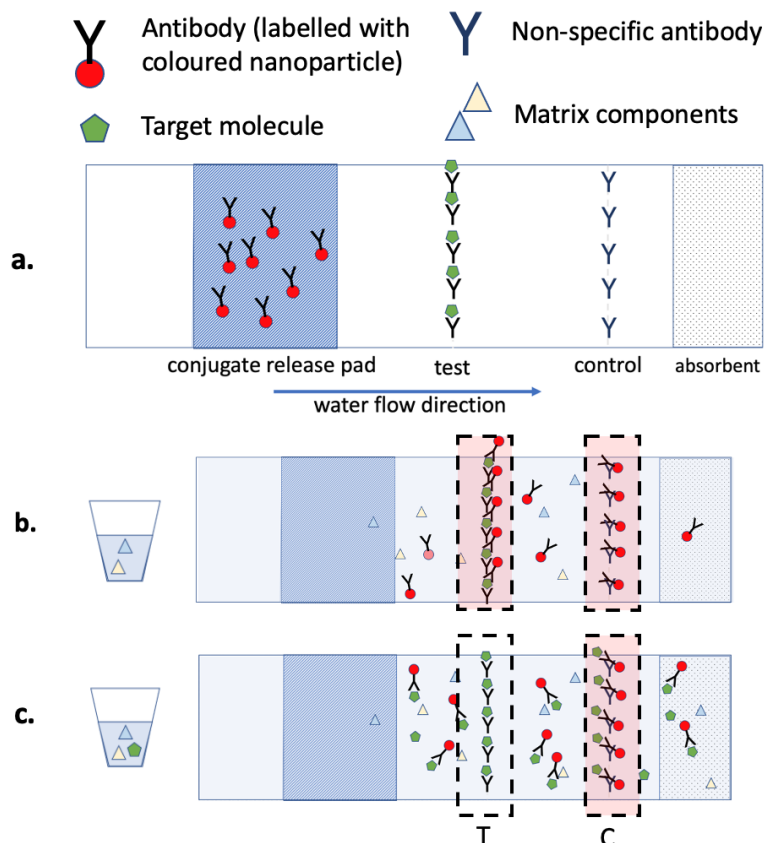 Antibody (labelled with
coloured nanoparticle)
Non-specific antibody
Target molecule
Matrix components
a.
conjugate release pad
test
control
absorbent
water flow direction
b.
c.
T
C